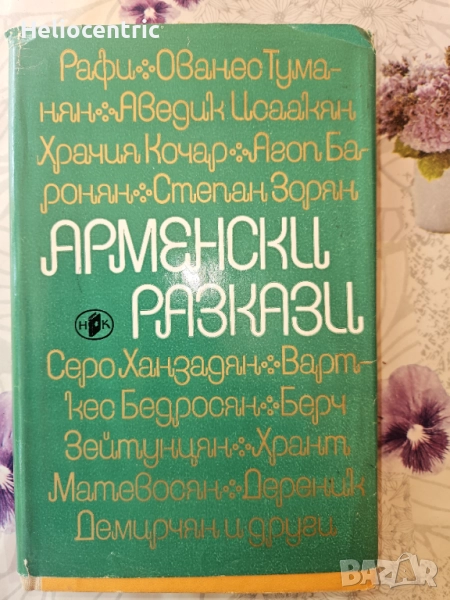 Heliocentric
Рафи⁘Ованес Тума-
нян⁘Аведик Исаакян
Храчия Кочар⁘Агоп Ба-
ронян⁘Степан Зорян
АРМЕНСКИ
РАЗКАЗИ
НК
Серо Ханзадян⁘Варт-
кес Бедросян⁘Берч
Зейтунцян⁘Хрант
Матевосян⁘Дереник
Демирчян и други
BAZAR